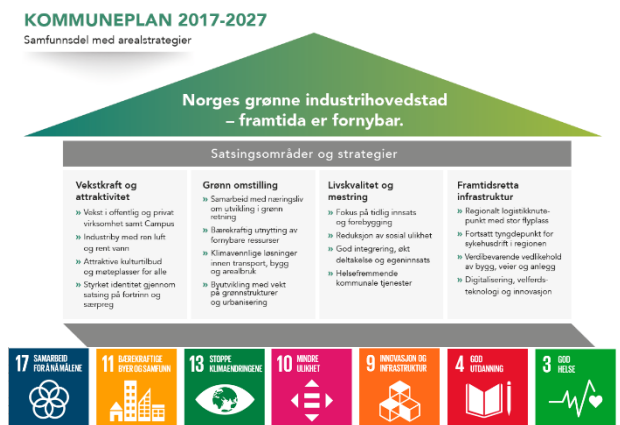 KOMMUNEPLAN 2017-2027
Samfunnsdel med arealstrategier
Norges grønne industrihovedstad
– framtida er fornybar.
Satsingsområder og strategier
Vekstkraft og
attraktivitet
» Vekst i offentlig og privat
virksomhet samt Campus
» Industriby med ren luft
og rent vann
» Attraktive kulturtilbud
og møteplasser for alle
» Styrket identitet gjennom
satsing på fortrinn og
særpreg
Grønn omstilling
» Samarbeid med næringsliv
om utvikling i grønn
retning
» Bærekraftig utnytting av
fornybare ressurser
» Klimavennlige løsninger
innen transport, bygg
og arealbruk
» Byutvikling med vekt
på grønnstrukturer
og urbanisering
Livskvalitet og
mestring
» Fokus på tidlig innsats
og forebygging
» Reduksjon av sosial ulikhet
» God integrering, økt
deltakelse og egeninnsats
» Helsefremmende
kommunale tjenester
Framtidsretta
infrastruktur
» Regionalt logistikknute-
punkt med stor flyplass
» Fortsatt tyngdepunkt for
sykehusdrift i regionen
» Verdibevarende vedlikehold
av bygg, veier og anlegg
» Digitalisering, velferds-
teknologi og innovasjon
17 SAMARBEID
FOR Å NÅ MÅLENE
11 BÆREKRAFTIGE
BYER OG SAMFUNN
13 STOPPE
KLIMAENDRINGENE
10 MINDRE
ULIKHET
9 INNOVASJON OG
INFRASTRUKTUR
4 GOD
UTDANNING
3 GOD
HELSE